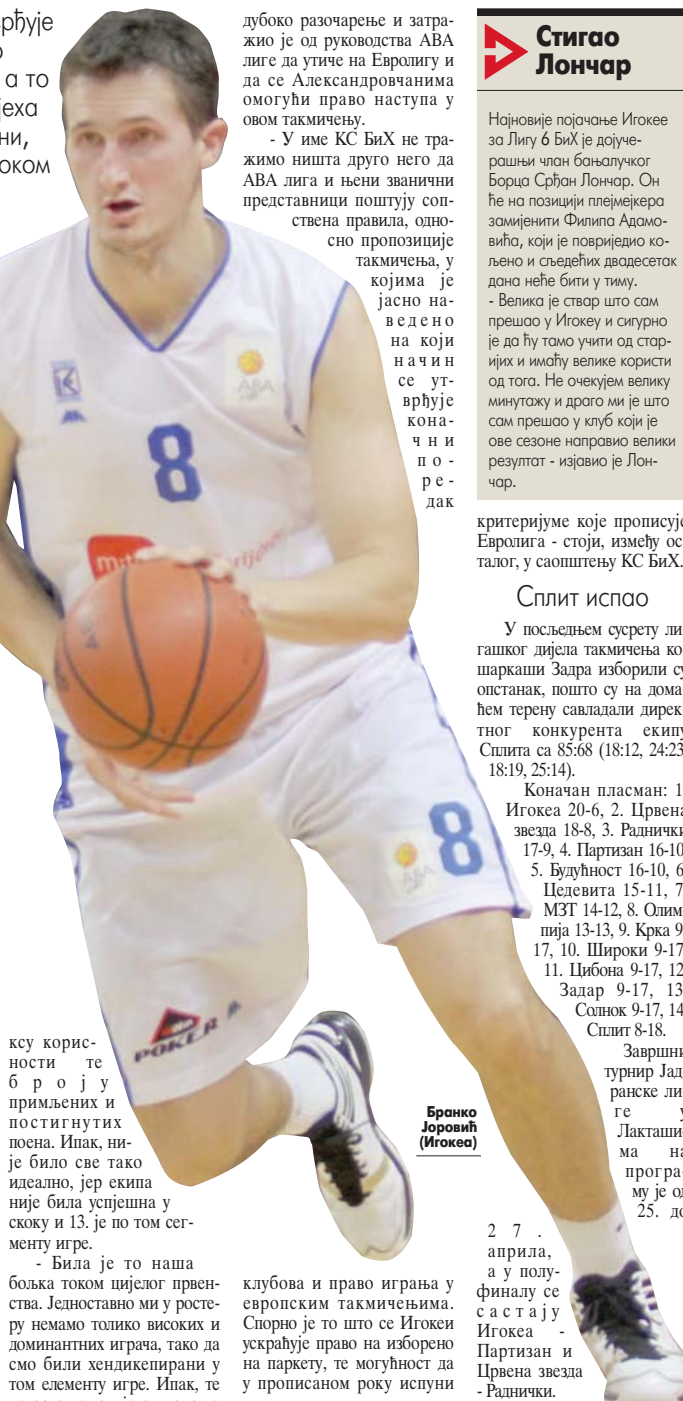 врђује
а то
јеха
ни,
оком
ксу корис-
ности те
броју
примљених и
постигнутих
поена. Ипак, ни-
је било све тако
идеално, јер екипа
није била успјешна у
скоку и 13. је по том сег-
менту игре.
- Била је то наша
бољка током цијелог првен-
ства. Једноставно ми у росте-
ру немамо толико високих и
доминантних играча, тако да
смо били хендикепирани у
том елементу игре. Ипак, те
дубоко разочарење и затра-
жио је од руководства АБА
лиге да утиче на Евролигу и
да се Александровчанима
омогући право наступа у
овом такмичењу.
- У име КС БиХ не тра-
жимо ништа друго него да
АБА лига и њени званични
представници поштују соп-
ствена правила, одно-
сно пропозиције
такмичења, у
којима је
јасно на-
ведено
на који
начин
се ут-
врђује
кона-
чни
по-
ре-
дак
клубова и право играња у
европским такмичењима.
Спорно је то што се Игокеи
ускраћује право на изборено
на паркету, те могућност да
у прописаном року испуни
Стигао
Лончар
Најновије појачање Игокее
за Лигу 6 БиХ је дојуче-
рашњи члан бањалучког
Борца Срђан Лончар. Он
ће на позицији плејмејкера
замијенити Филипа Адамо-
вића, који је повриједио ко-
љено и сљедећих двадесетак
дана неће бити у тиму.
- Велика је ствар што сам
прешао у Игокеу и сигурно
је да ћу тамо учити од стар-
ијих и имаћу велике користи
од тога. Не очекујем велику
минутажу и драго ми је што
сам прешао у клуб који је
ове сезоне направио велики
резултат - изјавио је Лон-
чар.
критеријуме које прописује
Евролига - стоји, између ос
талог, у саопштењу КС БиХ.
Сплит испао
У посљедњем сусрету ли
гашког дијела такмичења ко
шаркаши Задра изборили су
опстанак, пошто су на дома
ћем терену савладали дирек
тног конкурента екипу
Сплита са 85:68 (18:12, 24:23
18:19, 25:14).
Коначан пласман: 1
Игокеа 20-6, 2. Црвена
звезда 18-8, 3. Раднички
17-9, 4. Партизан 16-10
5. Будућност 16-10, 6
Цедевита 15-11, 7
МЗТ 14-12, 8. Олим
пија 13-13, 9. Крка 9
17, 10. Широки 9-17
11. Цибона 9-17, 12
Задар 9-17, 13
Солнок 9-17, 14
Сплит 8-18.
Завршни
турнир Јад
ранске ли
ге у
Лакташи
ма на
програ
му је од
25. до
27.
априла,
а у полу-
финалу се
састају
Игокеа -
Партизан и
Црвена звезда
- Раднички.
Бранко
Јоровић
(Игокеа)
8
ABA
8
ABA
POKER